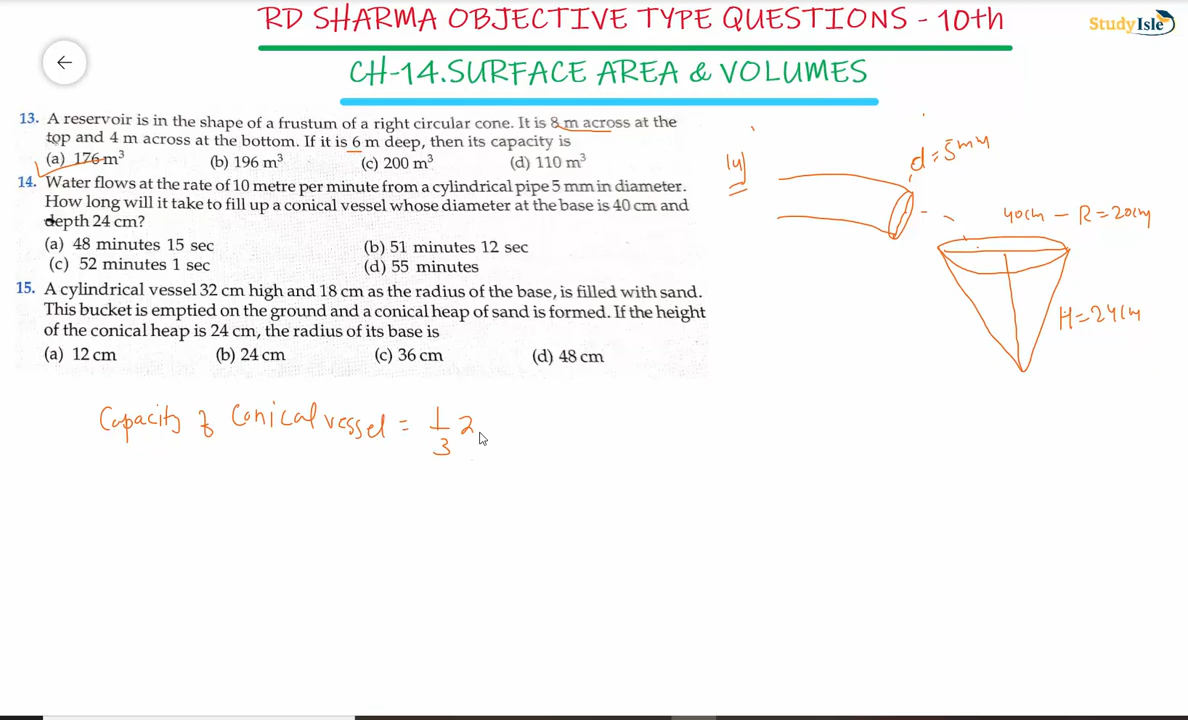 RD SHARMA OBJECTIVE TYPE QUESTIONS - 10th
StudyIsle
CH-14.SURFACE AREA & VOLUMES
13. A reservoir is in the shape of a frustum of a right circular cone. It is 8 m across at the
top and 4 m across at the bottom. If it is 6 m deep, then its capacity is
(a) 176 m³ (b) 196 m³ (c) 200 m³ (d) 110 m³
14. Water flows at the rate of 10 metre per minute from a cylindrical pipe 5 mm in diameter.
How long will it take to fill up a conical vessel whose diameter at the base is 40 cm and
depth 24 cm?
(a) 48 minutes 15 sec (b) 51 minutes 12 sec
(c) 52 minutes 1 sec (d) 55 minutes
15. A cylindrical vessel 32 cm high and 18 cm as the radius of the base, is filled with sand.
This bucket is emptied on the ground and a conical heap of sand is formed. If the height
of the conical heap is 24 cm, the radius of its base is
(a) 12 cm (b) 24 cm (c) 36 cm (d) 48 cm
14)
d = 5mm
40cm - R = 20cm
H = 24cm
Capacity of Conical vessel = 1/3 2